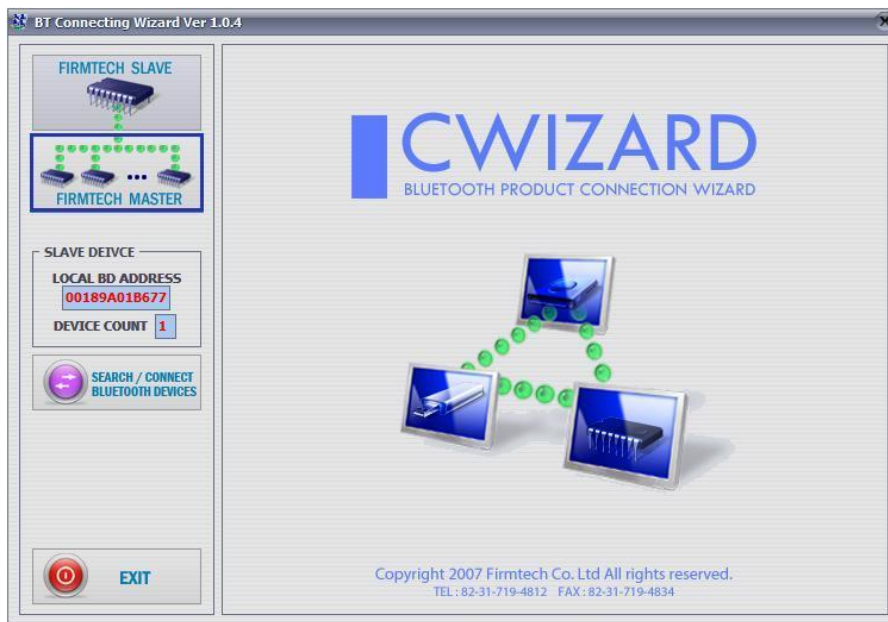 BT Connecting Wizard Ver 1.0.4
FIRMTECH SLAVE
FIRMTECH MASTER
SLAVE DEIVCE
LOCAL BD ADDRESS
00189A01B677
DEVICE COUNT 1
SEARCH / CONNECT
BLUETOOTH DEVICES
EXIT
CWIZARD
BLUETOOTH PRODUCT CONNECTION WIZARD
Copyright 2007 Firmtech Co. Ltd All rights reserved.
TEL : 82-31-719-4812 FAX : 82-31-719-4834